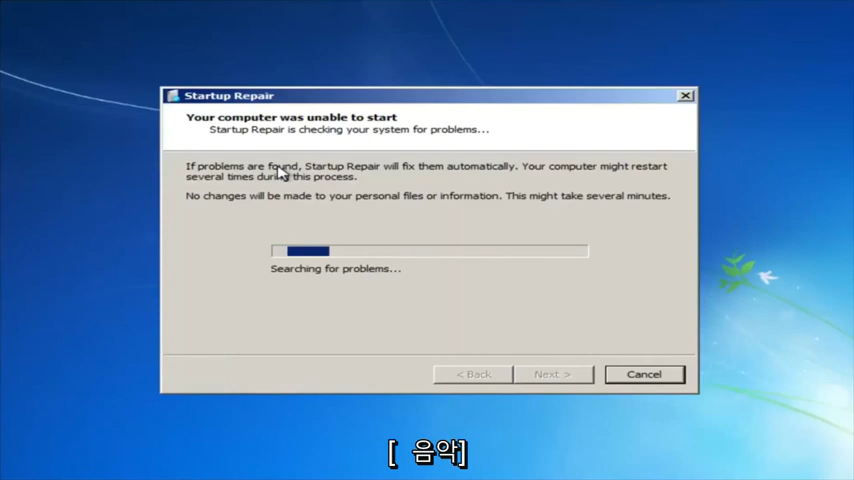 Startup Repair
Your computer was unable to start
Startup Repair is checking your system for problems...
If problems are found, Startup Repair will fix them automatically. Your computer might restart
several times during this process.
No changes will be made to your personal files or information. This might take several minutes.
Searching for problems...
< Back
Next >
Cancel
[ 음악]